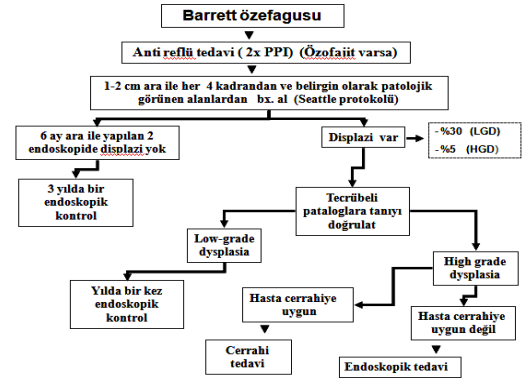 Barrett özefagusu
Anti reflü tedavi ( 2x PPI) (Özofajit varsa)
1-2 cm ara ile her 4 kadrandan ve belirgin olarak patolojik
görünen alanlardan bx. al (Seattle protokolü)
6 ay ara ile yapılan 2
endoskopide displazi yok
Displazi var
-%30 (LGD)
-%5 (HGD)
3 yılda bir
endoskopik
kontrol
Tecrübeli
pataloglara tanıyı
doğrulat
Low-grade
dysplasia
High grade
dysplasia
Yılda bir kez
endoskopik
kontrol
Hasta cerrahiye
uygun
Hasta cerrahiye
uygun değil
Cerrahi
tedavi
Endoskopik tedavi